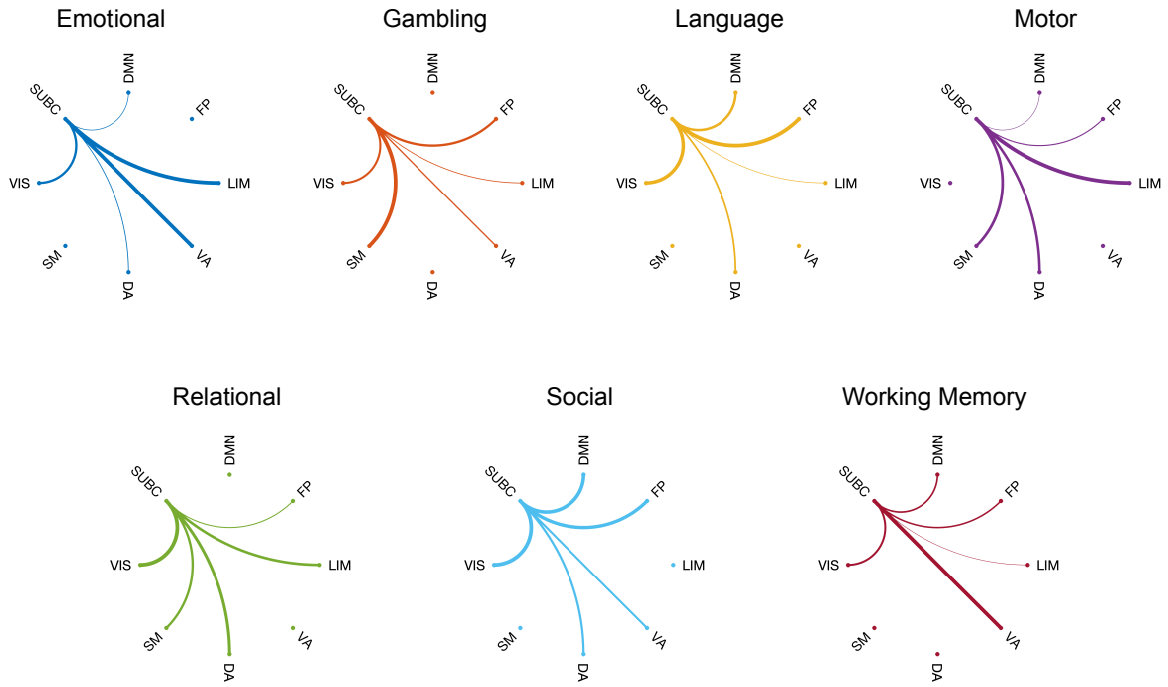 Emotional
Gambling
Language
Motor
DMN
SUBC
FP
VIS
LIM
SM
VA
DA
DMN
SUBC
FP
VIS
LIM
SM
VA
DA
DMN
SUBC
FP
VIS
LIM
SM
VA
DA
DMN
SUBC
FP
VIS
LIM
SM
VA
DA
Relational
Social
Working Memory
DMN
SUBC
FP
VIS
LIM
SM
VA
DA
DMN
SUBC
FP
VIS
LIM
SM
VA
DA
DMN
SUBC
FP
VIS
LIM
SM
VA
DA